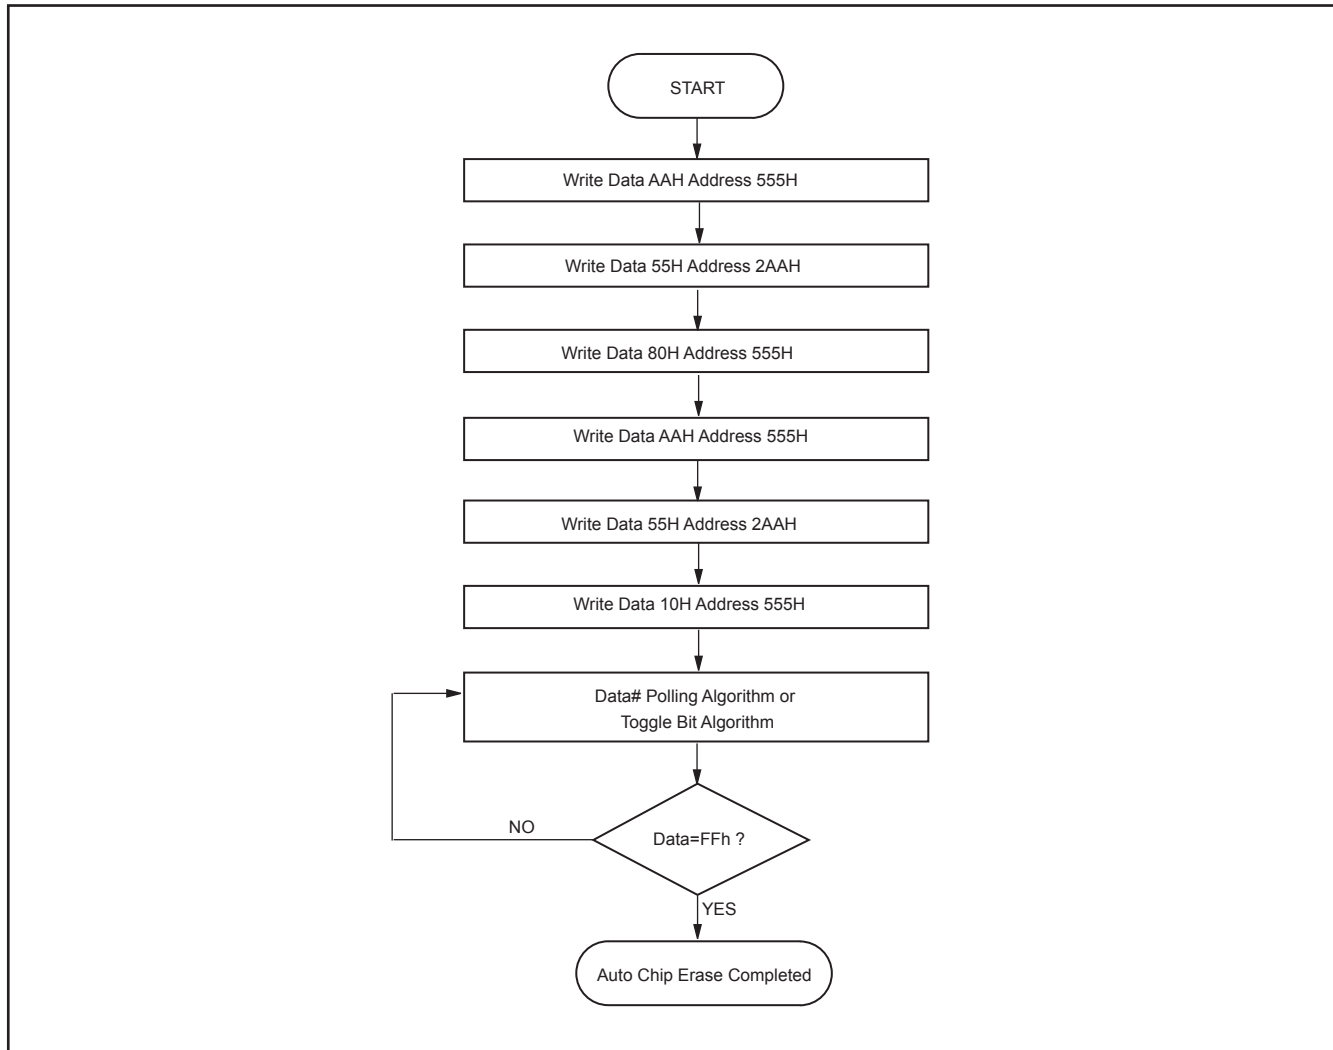 START
Write Data AAH Address 555H
Write Data 55H Address 2AAH
Write Data 80H Address 555H
Write Data AAH Address 555H
Write Data 55H Address 2AAH
Write Data 10H Address 555H
Data# Polling Algorithm or
Toggle Bit Algorithm
NO
Data=FFh ?
YES
Auto Chip Erase Completed